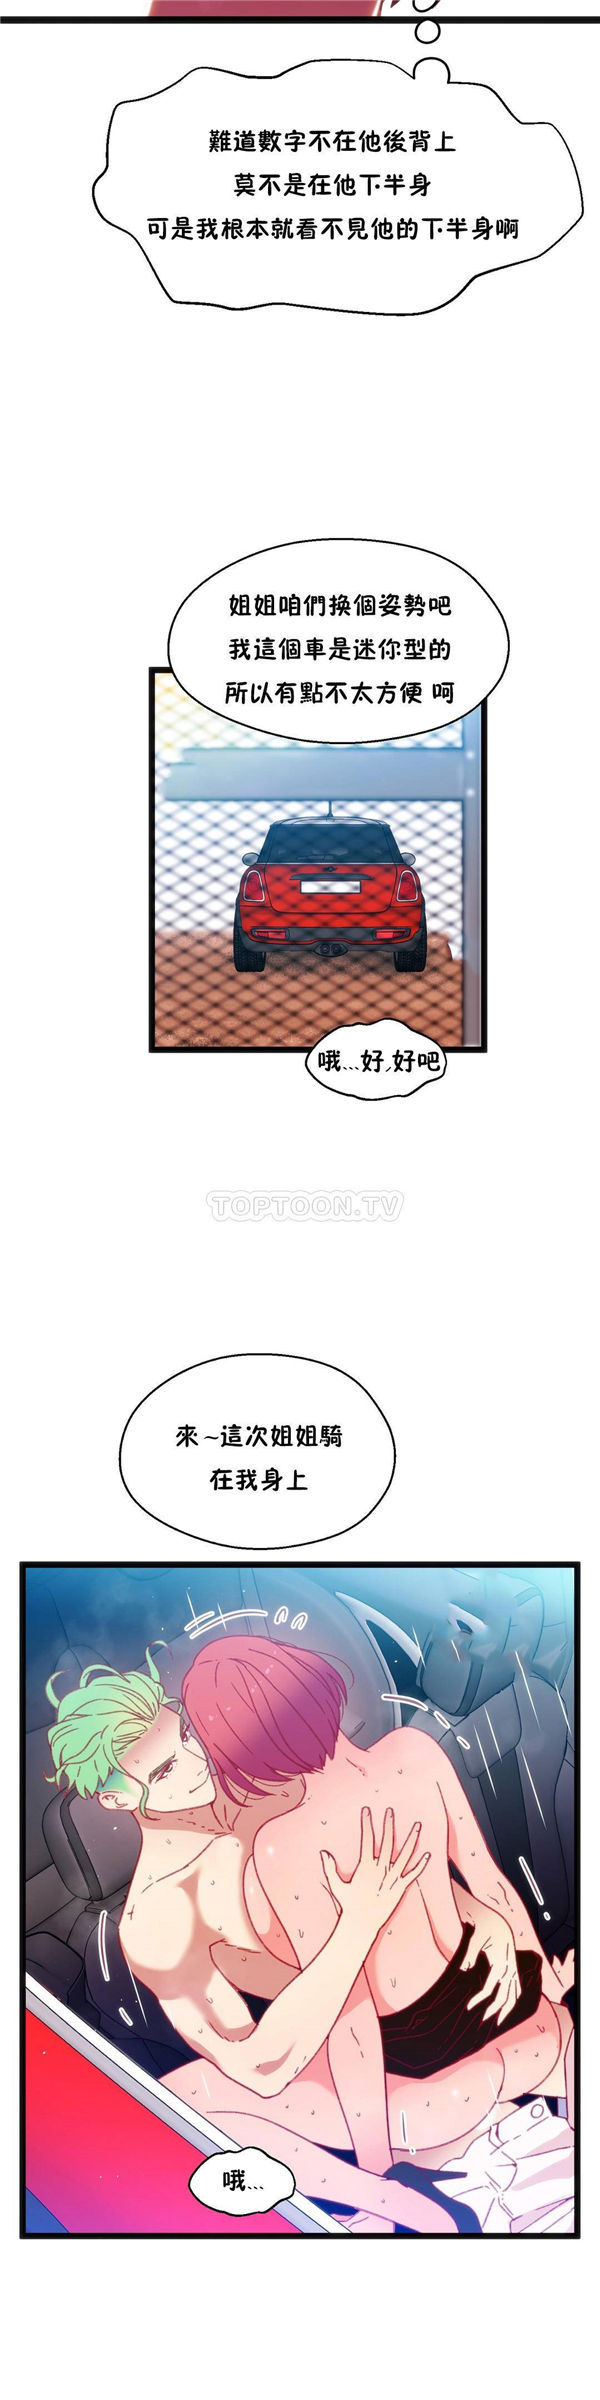 難道數字不在他後背上
莫不是在他下半身
可是我根本就看不見他的下半身啊
姐姐咱們换個姿勢吧
我這個車是迷你型的
所以有點不太方便 呵
哦...好,好吧
TOPTOON.TV
來~這次姐姐騎
在我身上
哦...